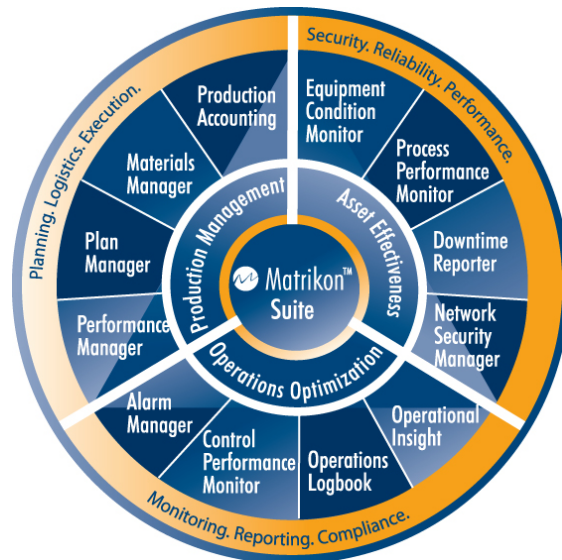 Planning. Logistics. Execution.
Security. Reliability. Performance.
Monitoring. Reporting. Compliance.
Production
Accounting
Materials
Manager
Plan
Manager
Performance
Manager
Equipment
Condition
Monitor
Process
Performance
Monitor
Downtime
Reporter
Network
Security
Manager
Alarm
Manager
Control
Performance
Monitor
Operations
Logbook
Operational
Insight
Production Management
Asset Effectiveness
Operations Optimization
Matrikon™
Suite